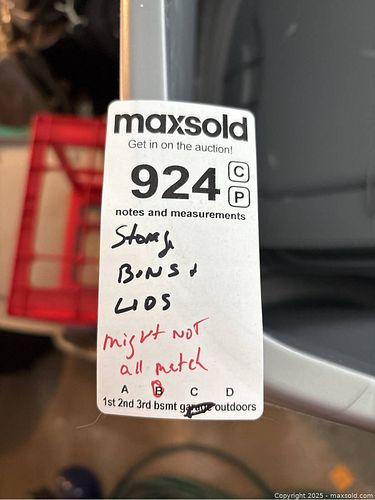 maxsold
Get in on the auction!
924 C
P
notes and measurements
Storage
BINS +
LIDS
might NOT
all match
A B C D
1st 2nd 3rd bsmt garage outdoors
Copyright 2025 - maxsold.com